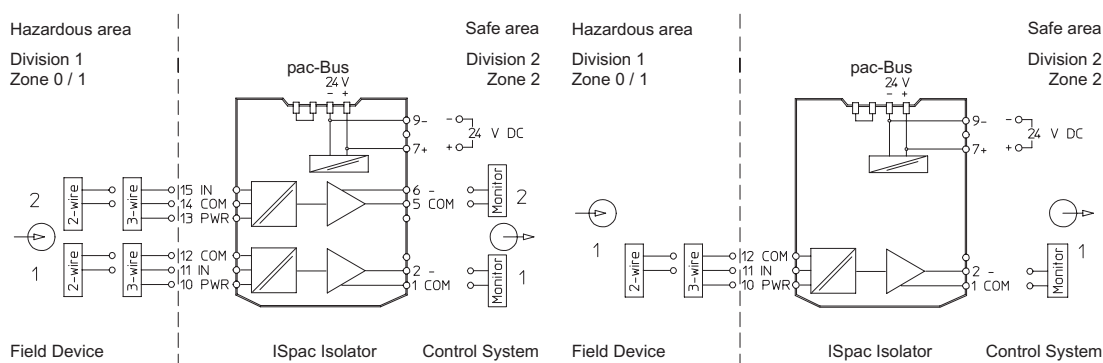 Hazardous area
Safe area
Division 1
Zone 0 / 1
Division 2
Zone 2
pac-Bus
24 V
- +
9-
7+
-
+
24 V DC
2
2-wire
3-wire
15 IN
14 COM
13 PWR
6 -
5 COM
Monitor
2
1
2-wire
3-wire
12 COM
11 IN
10 PWR
2 -
1 COM
Monitor
1
Field Device
ISpac Isolator
Control System
Hazardous area
Safe area
Division 1
Zone 0 / 1
Division 2
Zone 2
pac-Bus
24 V
- +
9-
7+
-
+
24 V DC
1
2-wire
3-wire
12 COM
11 IN
10 PWR
2 -
1 COM
Monitor
1
Field Device
ISpac Isolator
Control System